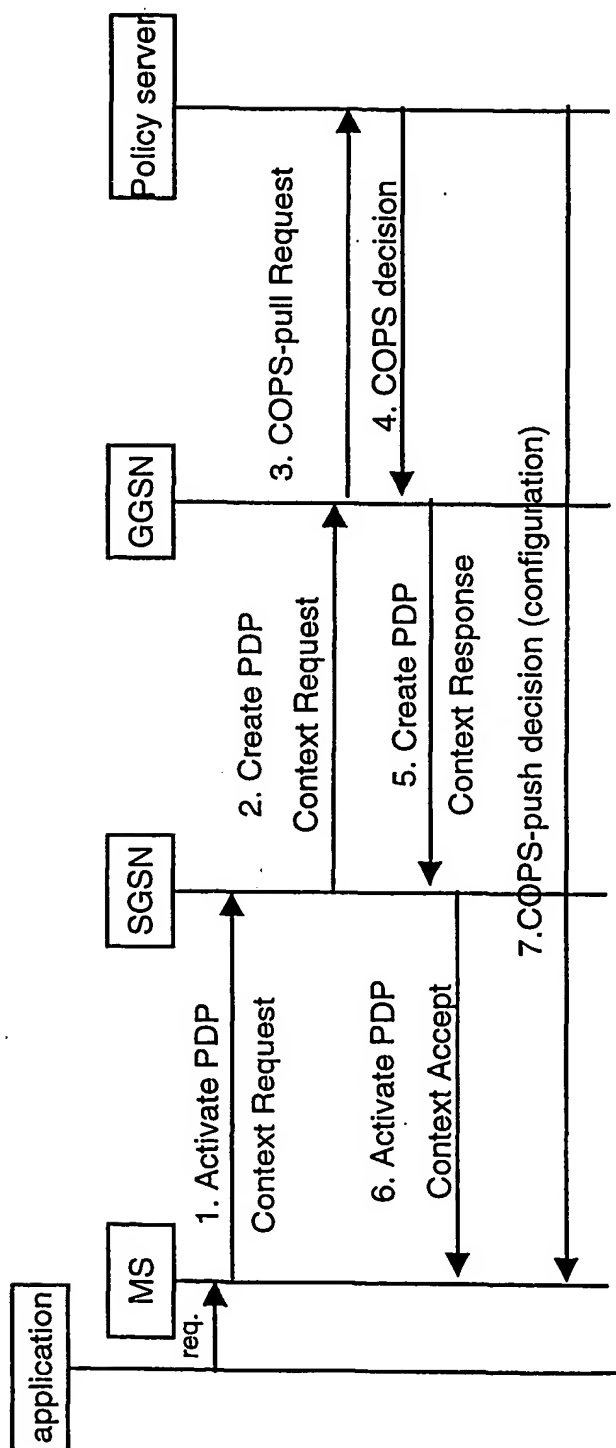 application
MS
SGSN
GGSN
Policy server
req.
1. Activate PDP
Context Request
2. Create PDP
Context Request
3. COPS-pull Request
4. COPS decision
5. Create PDP
Context Response
6. Activate PDP
Context Accept
7.COPS-push decision (configuration)